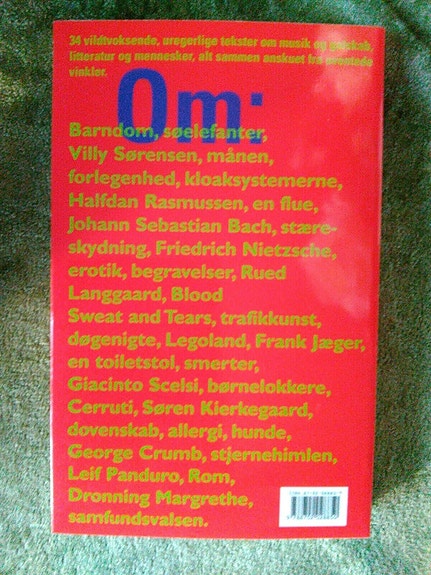 34 vildtvoksende, uregerlige tekster om musik og galskab,
litteratur og mennesker, alt sammen anskuet fra uventede
vinkler.
Om:
Barndom, søelefanter,
Villy Sørensen, månen,
forlegenhed, kloaksystemerne,
Halfdan Rasmussen, en flue,
Johann Sebastian Bach, stære-
skydning, Friedrich Nietzsche,
erotik, begravelser, Rued
Langgaard, Blood
Sweat and Tears, trafikkunst,
døgenigte, Legoland, Frank Jæger,
en toiletstol, smerter,
Giacinto Scelsi, børnelokkere,
Cerruti, Søren Kierkegaard,
dovenskab, allergi, hunde,
George Crumb, stjernehimlen,
Leif Panduro, Rom,
Dronning Margrethe,
samfundsvalsen.